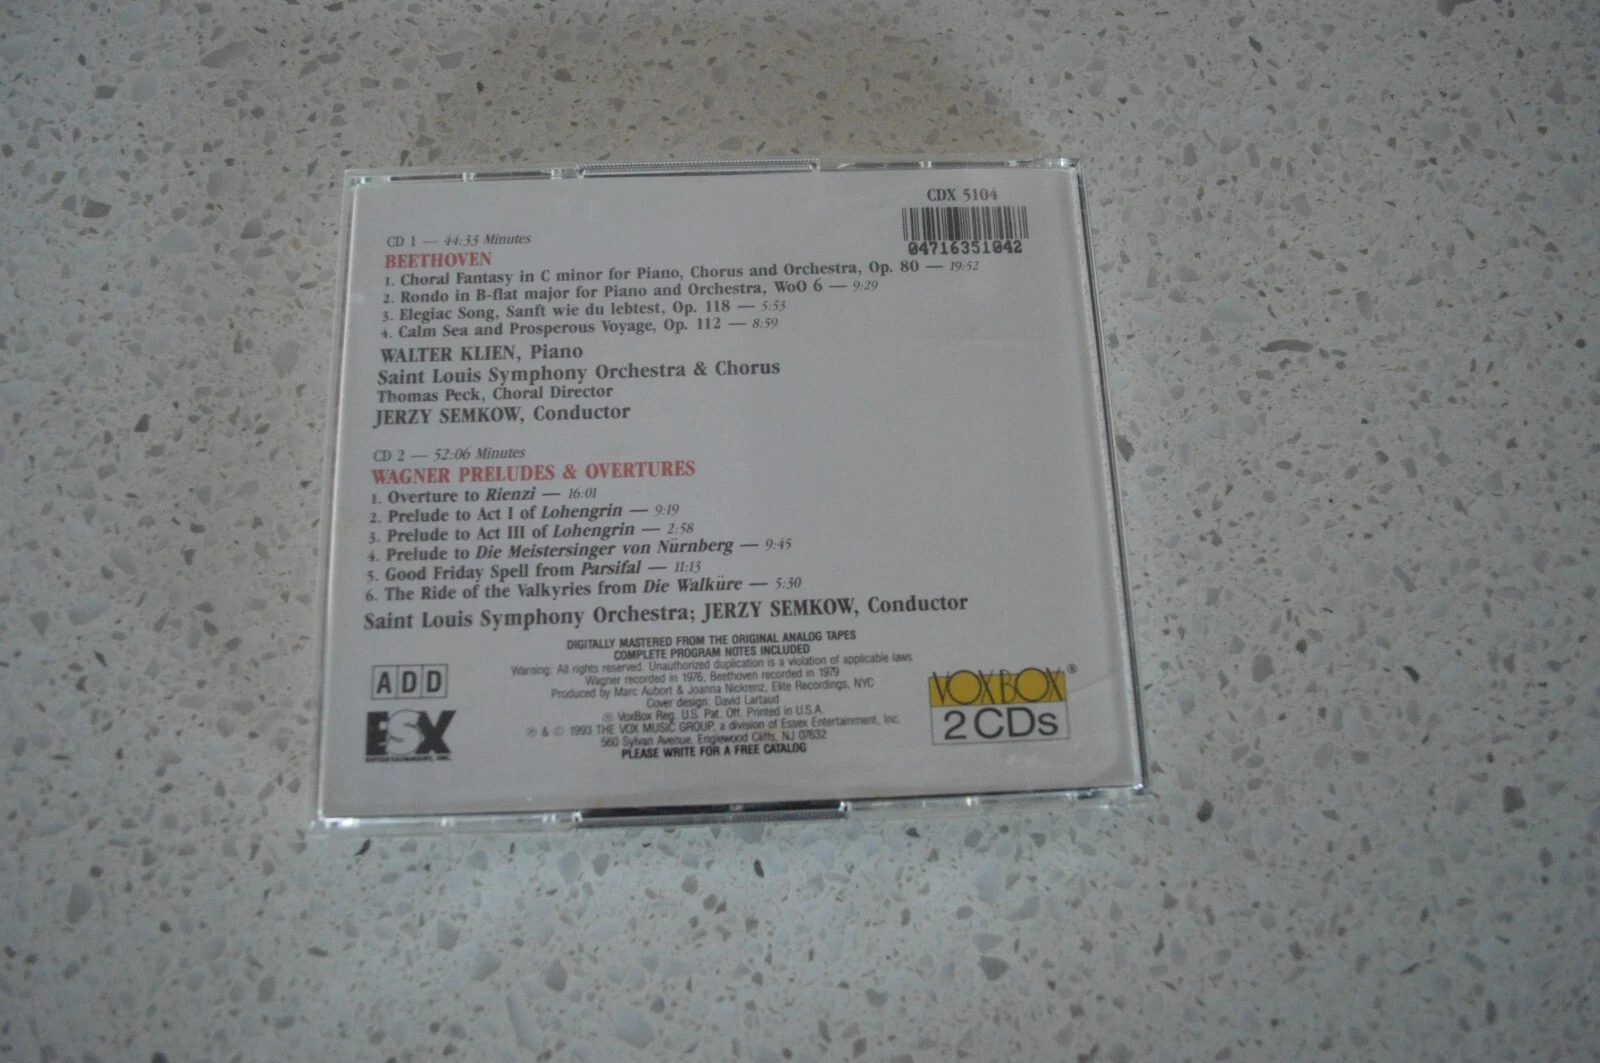 CDX 5104
04716351042
CD 1 — 44:33 Minutes
BEETHOVEN
1. Choral Fantasy in C minor for Piano, Chorus and Orchestra, Op. 80 — 19:52
2. Rondo in B-flat major for Piano and Orchestra, WoO 6 — 9:29
3. Elegiac Song, Sanft wie du lebtest, Op. 118 — 5:53
4. Calm Sea and Prosperous Voyage, Op. 112 — 8:59
WALTER KLIEN, Piano
Saint Louis Symphony Orchestra & Chorus
Thomas Peck, Choral Director
JERZY SEMKOW, Conductor
CD 2 — 52:06 Minutes
WAGNER PRELUDES & OVERTURES
1. Overture to Rienzi — 16:01
2. Prelude to Act I of Lohengrin — 9:19
3. Prelude to Act III of Lohengrin — 2:58
4. Prelude to Die Meistersinger von Nürnberg — 9:45
5. Good Friday Spell from Parsifal — 11:13
6. The Ride of the Valkyries from Die Walküre — 5:30
Saint Louis Symphony Orchestra; JERZY SEMKOW, Conductor
DIGITALLY MASTERED FROM THE ORIGINAL ANALOG TAPES
COMPLETE PROGRAM NOTES INCLUDED
Warning: All rights reserved. Unauthorized duplication is a violation of applicable laws
Wagner recorded in 1976; Beethoven recorded in 1979
Produced by Marc Aubort & Joanna Nickrenz, Elite Recordings, NYC
Cover design: David Lartaud
® VoxBox Reg. U.S. Pat. Off. Printed in U.S.A.
℗ & © 1993 THE VOX MUSIC GROUP, a division of Essex Entertainment, Inc.
560 Sylvan Avenue, Englewood Cliffs, NJ 07632
PLEASE WRITE FOR A FREE CATALOG
ADD
ESX
ENTERTAINMENT, INC.
VOXBOX®
2 CDs